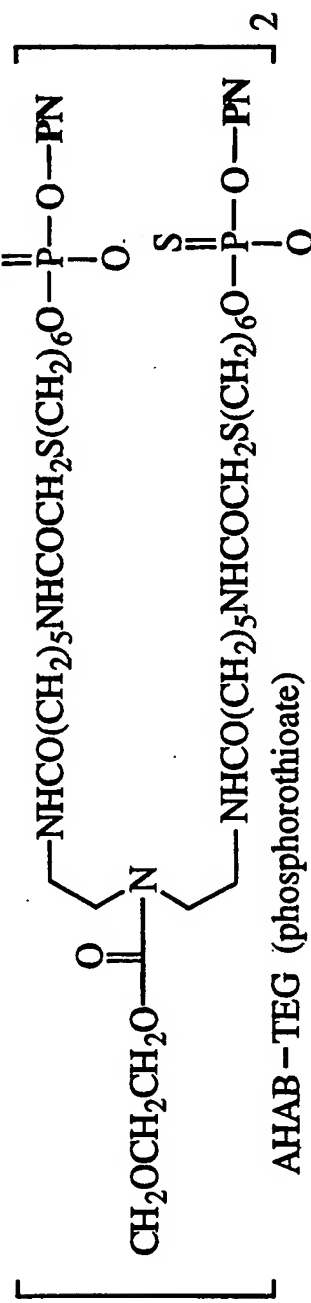 NHCO(CH2)5NHCOCH2S(CH2)6O—P—O—PN
O
CH2OCH2CH2O
O
N
2
S
NHCO(CH2)5NHCOCH2S(CH2)6O—P—O—PN
O
AHAB–TEG (phosphorothioate)